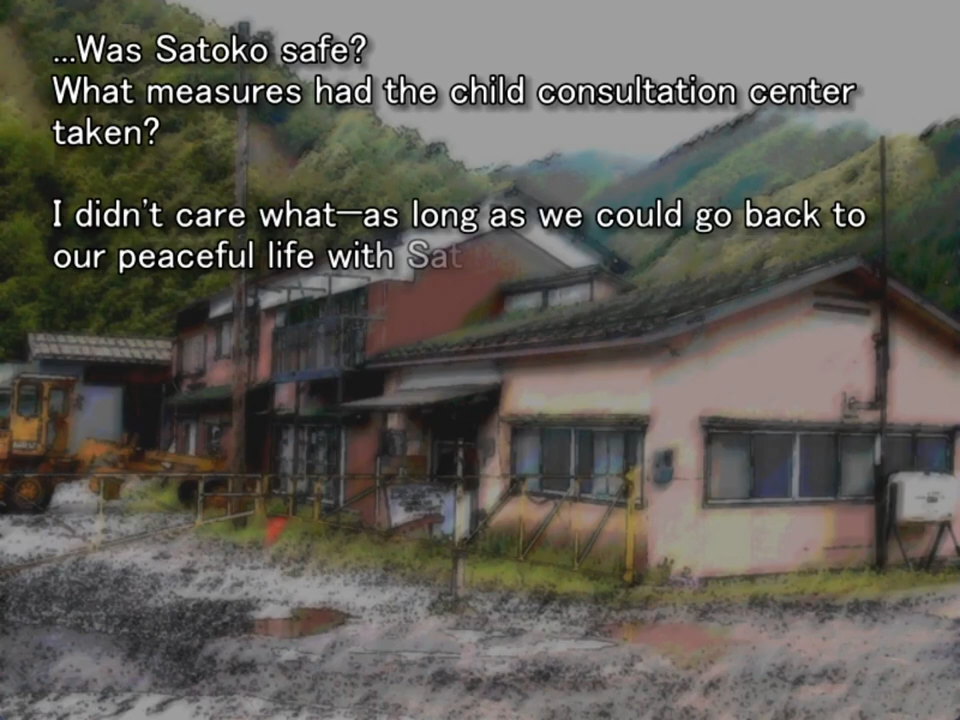 ...Was Satoko safe?
What measures had the child consultation center
taken?
I didn't care what—as long as we could go back to
our peaceful life with Sat